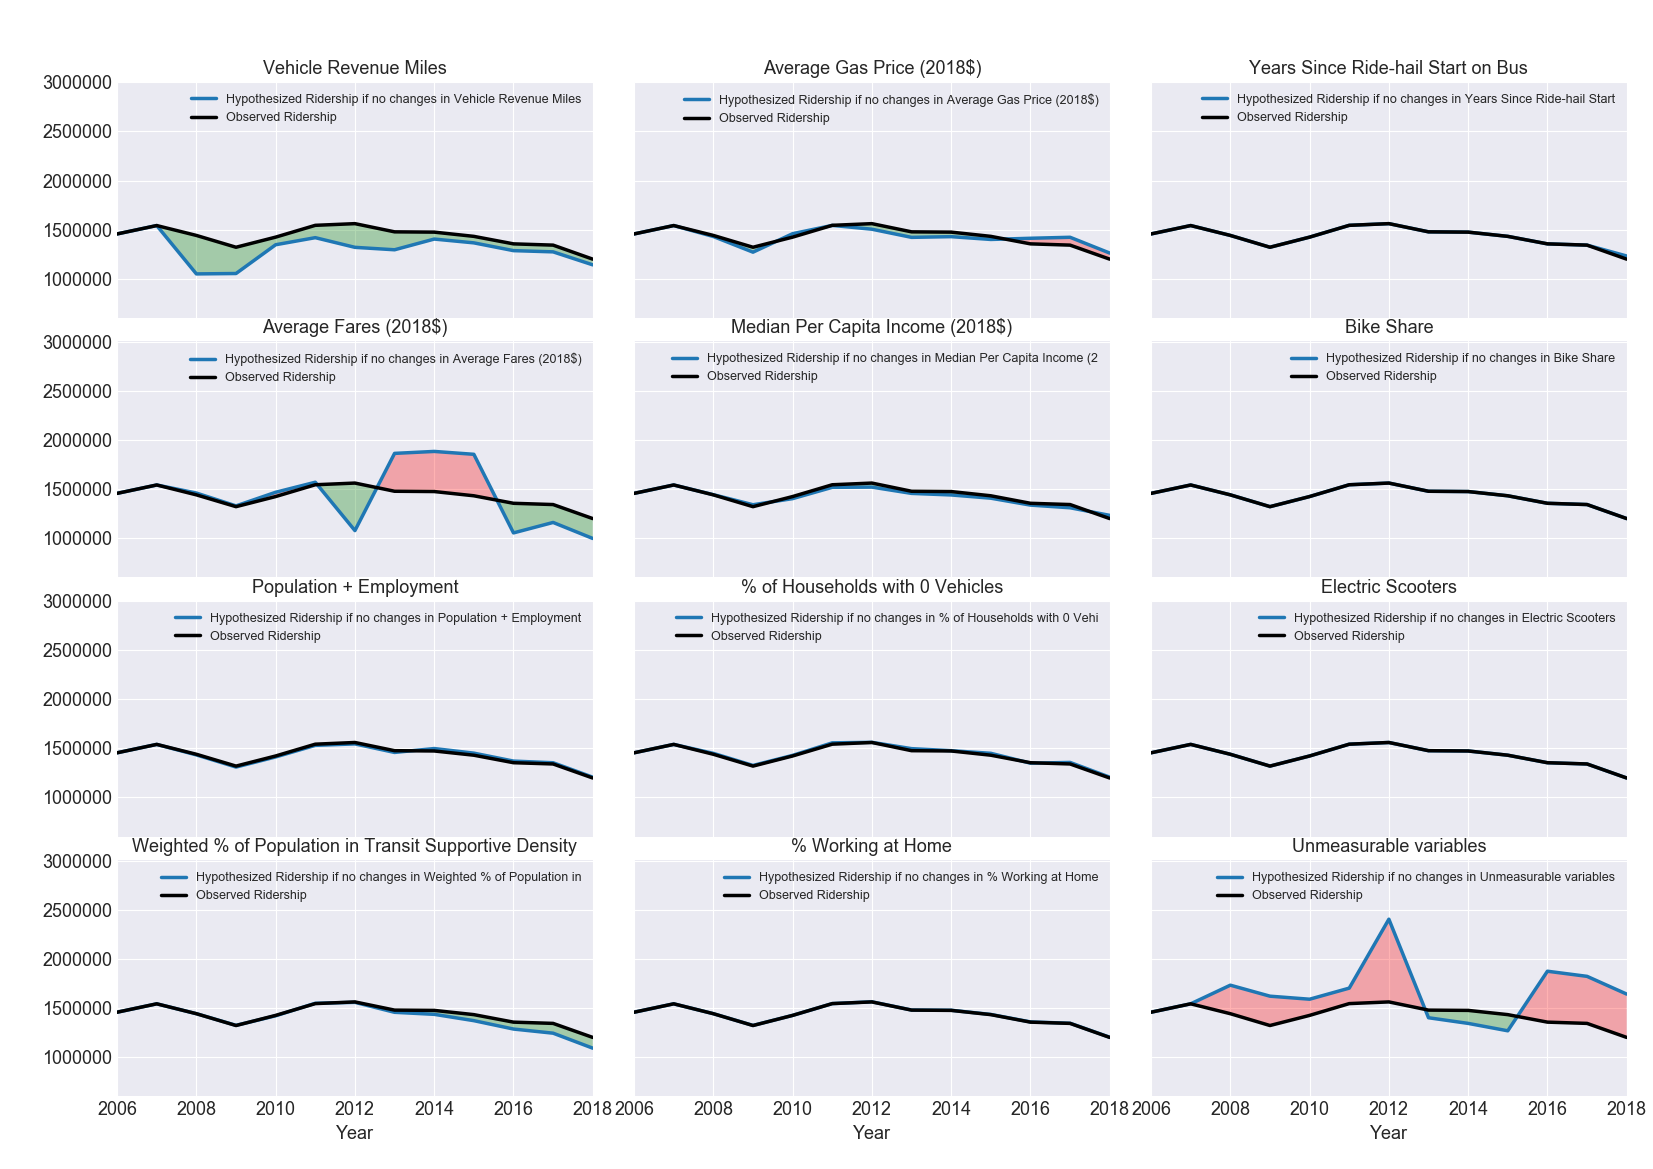 Vehicle Revenue Miles
3000000
2500000
2000000
1500000
1000000
Hypothesized Ridership if no changes in Vehicle Revenue Miles
Observed Ridership
Average Gas Price (2018$)
Hypothesized Ridership if no changes in Average Gas Price (2018$)
Observed Ridership
Years Since Ride-hail Start on Bus
Hypothesized Ridership if no changes in Years Since Ride-hail Start
Observed Ridership
Average Fares (2018$)
3000000
2500000
2000000
1500000
1000000
Hypothesized Ridership if no changes in Average Fares (2018$)
Observed Ridership
Median Per Capita Income (2018$)
Hypothesized Ridership if no changes in Median Per Capita Income (2
Observed Ridership
Bike Share
Hypothesized Ridership if no changes in Bike Share
Observed Ridership
Population + Employment
3000000
2500000
2000000
1500000
1000000
Hypothesized Ridership if no changes in Population + Employment
Observed Ridership
% of Households with 0 Vehicles
Hypothesized Ridership if no changes in % of Households with 0 Vehi
Observed Ridership
Electric Scooters
Hypothesized Ridership if no changes in Electric Scooters
Observed Ridership
Weighted % of Population in Transit Supportive Density
3000000
2500000
2000000
1500000
1000000
Hypothesized Ridership if no changes in Weighted % of Population in
Observed Ridership
2006 2008 2010 2012 2014 2016 2018
Year
% Working at Home
Hypothesized Ridership if no changes in % Working at Home
Observed Ridership
2006 2008 2010 2012 2014 2016 2018
Year
Unmeasurable variables
Hypothesized Ridership if no changes in Unmeasurable variables
Observed Ridership
2006 2008 2010 2012 2014 2016 2018
Year